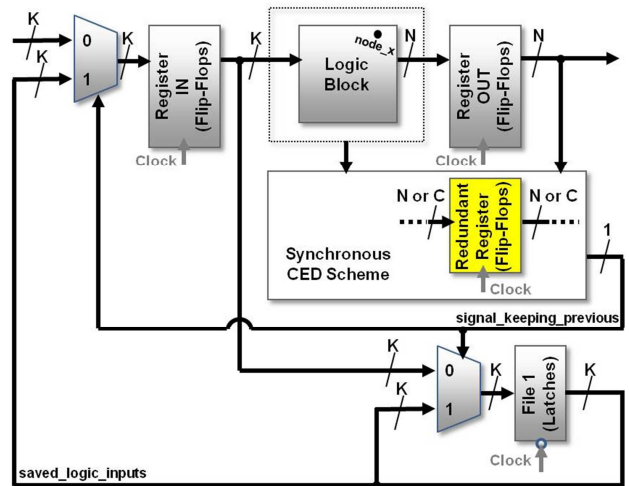 K
K
0
1
K
Register
IN
(Flip-Flops)
Clock
K
node_x
Logic
Block
N
Register
OUT
(Flip-Flops)
Clock
N
N or C
Redundant
Register
(Flip-Flops)
N or C
Clock
Synchronous
CED Scheme
1
signal_keeping_previous
K
K
0
1
K
File 1
(Latches)
Clock
K
saved_logic_inputs